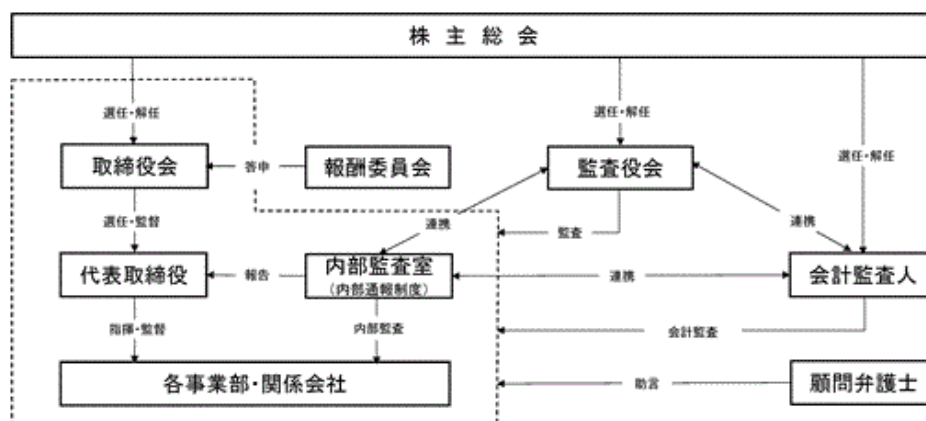 株主総会
選任・解任
選任・解任
選任・解任
取締役会
答申
報酬委員会
監査役会
選任・監督
連携
監査
連携
代表取締役
報告
内部監査室
(内部通報制度)
連携
会計監査人
指揮・監督
内部監査
会計監査
各事業部・関係会社
助言
顧問弁護士